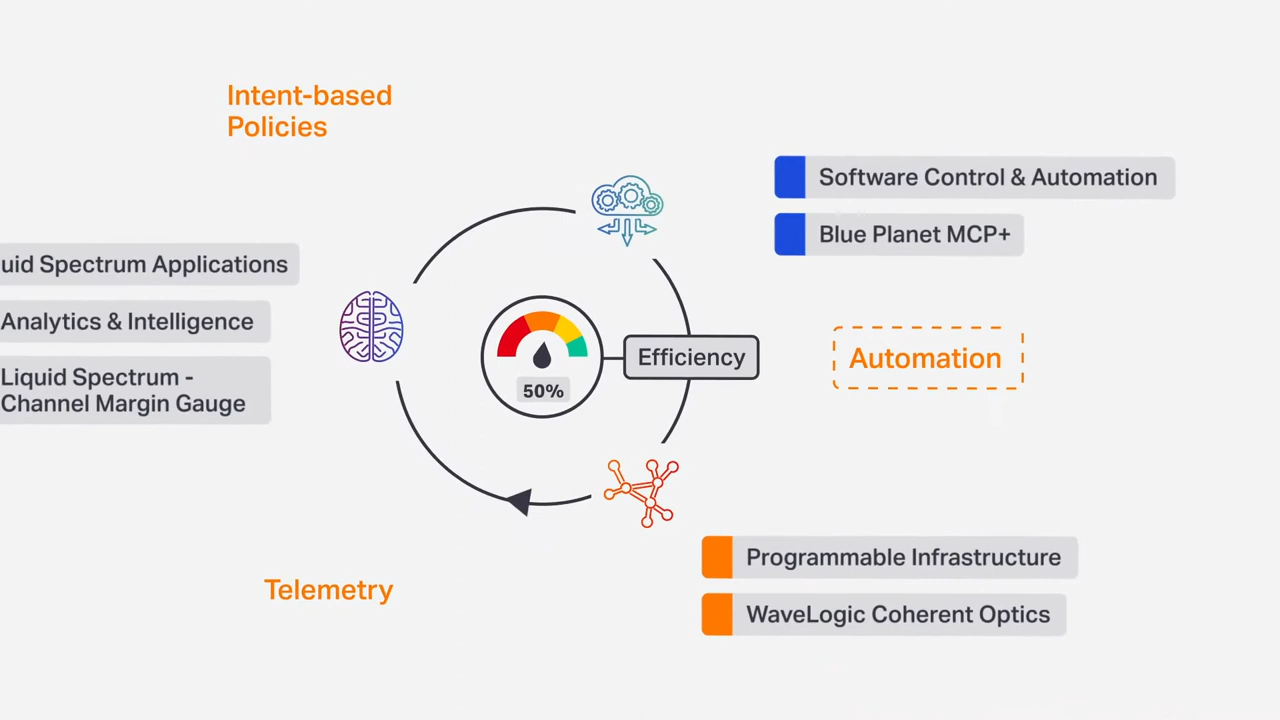 Intent-based
Policies
Software Control & Automation
Blue Planet MCP+
uid Spectrum Applications
Analytics & Intelligence
Liquid Spectrum -
Channel Margin Gauge
50%
Efficiency
Automation
Programmable Infrastructure
WaveLogic Coherent Optics
Telemetry